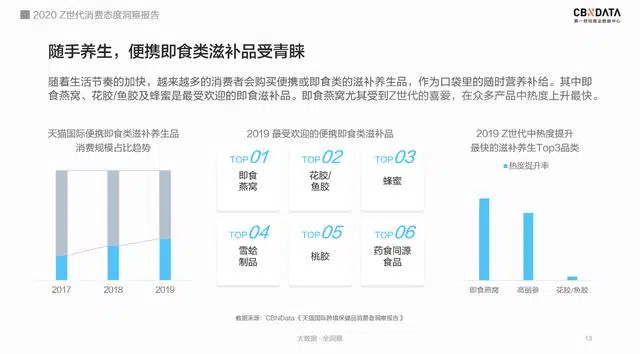 2020 Z世代消费态度洞察报告
CBNDATA
第一财经商业数据中心
随手养生，便携即食类滋补品受青睐
随着生活节奏的加快，越来越多的消费者会购买便携或即食类的滋补养生品，作为口袋里的随时营养补给。其中即
食燕窝、花胶/鱼胶及蜂蜜是最受欢迎的即食滋补品。即食燕窝尤其受到Z世代的喜爱，在众多产品中热度上升最快。
天猫国际便携即食类滋补养生品
消费规模占比趋势
2017 2018 2019
2019 最受欢迎的便携即食类滋补品
TOP01 TOP02 TOP03
即食
燕窝
花胶/
鱼胶
蜂蜜
TOP04 TOP05 TOP06
雪蛤
制品
桃胶
药食同源
食品
2019 Z世代中热度提升
最快的滋补养生Top3品类
热度提升率
即食燕窝 高丽参 花胶/鱼胶
数据来源：CBNData《天猫国际跨境保健品消费者洞察报告》
大数据·全洞察
13